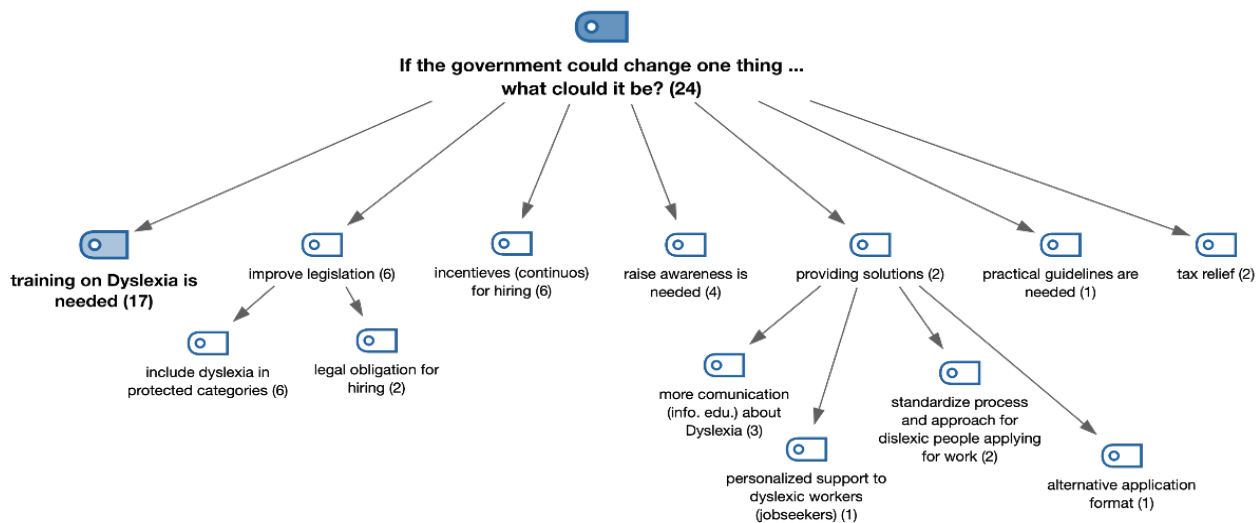 If the government could change one thing ...
what clould it be? (24)
training on Dyslexia is
needed (17)
improve legislation (6)
incentieves (continuos)
for hiring (6)
raise awareness is
needed (4)
providing solutions (2)
practical guidelines are
needed (1)
tax relief (2)
include dyslexia in
protected categories (6)
legal obligation for
hiring (2)
more comunication
(info. edu.) about
Dyslexia (3)
standardize process
and approach for
dislexic people applying
for work (2)
personalized support to
dyslexic workers
(jobseekers) (1)
alternative application
format (1)